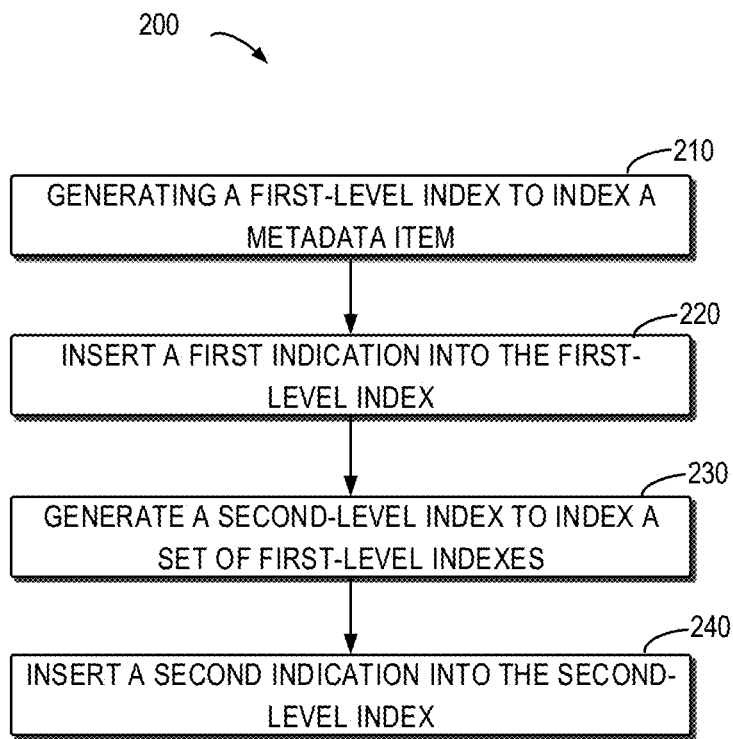 200
210
GENERATING A FIRST-LEVEL INDEX TO INDEX A
METADATA ITEM
220
INSERT A FIRST INDICATION INTO THE FIRST-
LEVEL INDEX
230
GENERATE A SECOND-LEVEL INDEX TO INDEX A
SET OF FIRST-LEVEL INDEXES
240
INSERT A SECOND INDICATION INTO THE SECOND-
LEVEL INDEX